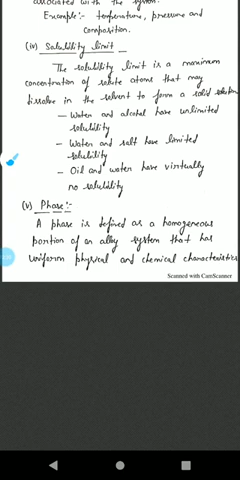 associated with the system.
Example:- temperature, pressure and
composition.
(iv) Solubility limit
The solubility limit is a maximum
concentration of solute atoms that may
dissolve in the solvent to form a solid solution
- Water and alcohol have unlimited
solubility
- Water and salt have limited
solubility
- Oil and water have virtually
no solubility
(v) Phase:-
A phase is defined as a homogeneous
portion of an alloy system that has
uniform physical and chemical characteristics
Scanned with CamScanner